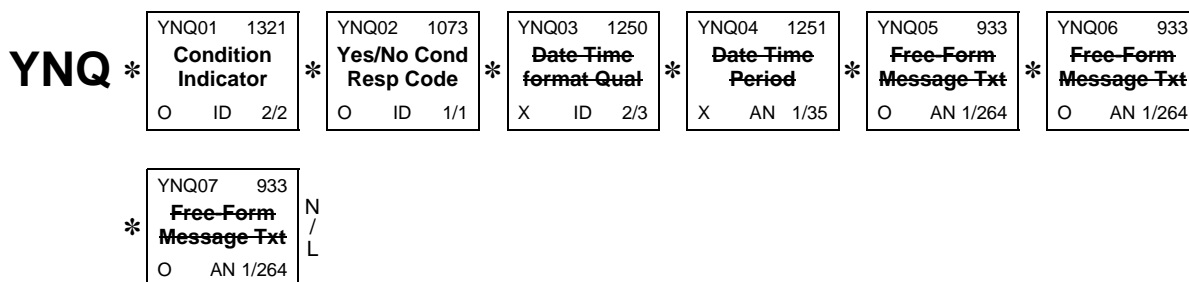 YNQ01 1321 YNQ02 1073 YNQ03 1250 YNQ04 1251 YNQ05 933 YNQ06 933
YNQ * Condition * Yes/No Cond * Date Time * Date Time * Free-Form * Free-Form
Indicator Resp Code format Qual Period Message Txt Message Txt
O ID 2/2 O ID 1/1 X ID 2/3 X AN 1/35 O AN 1/264 O AN 1/264
YNQ07 933
* Free-Form N
Message Txt /
O AN 1/264 L